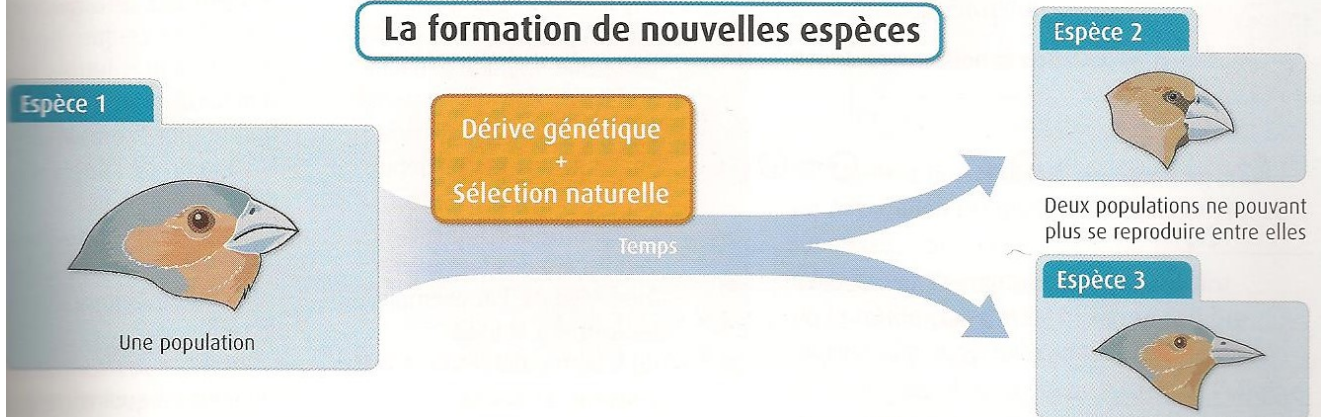 La formation de nouvelles espèces
Espèce 1
Une population
Dérive génétique
+
Sélection naturelle
Temps
Espèce 2
Deux populations ne pouvant
plus se reproduire entre elles
Espèce 3